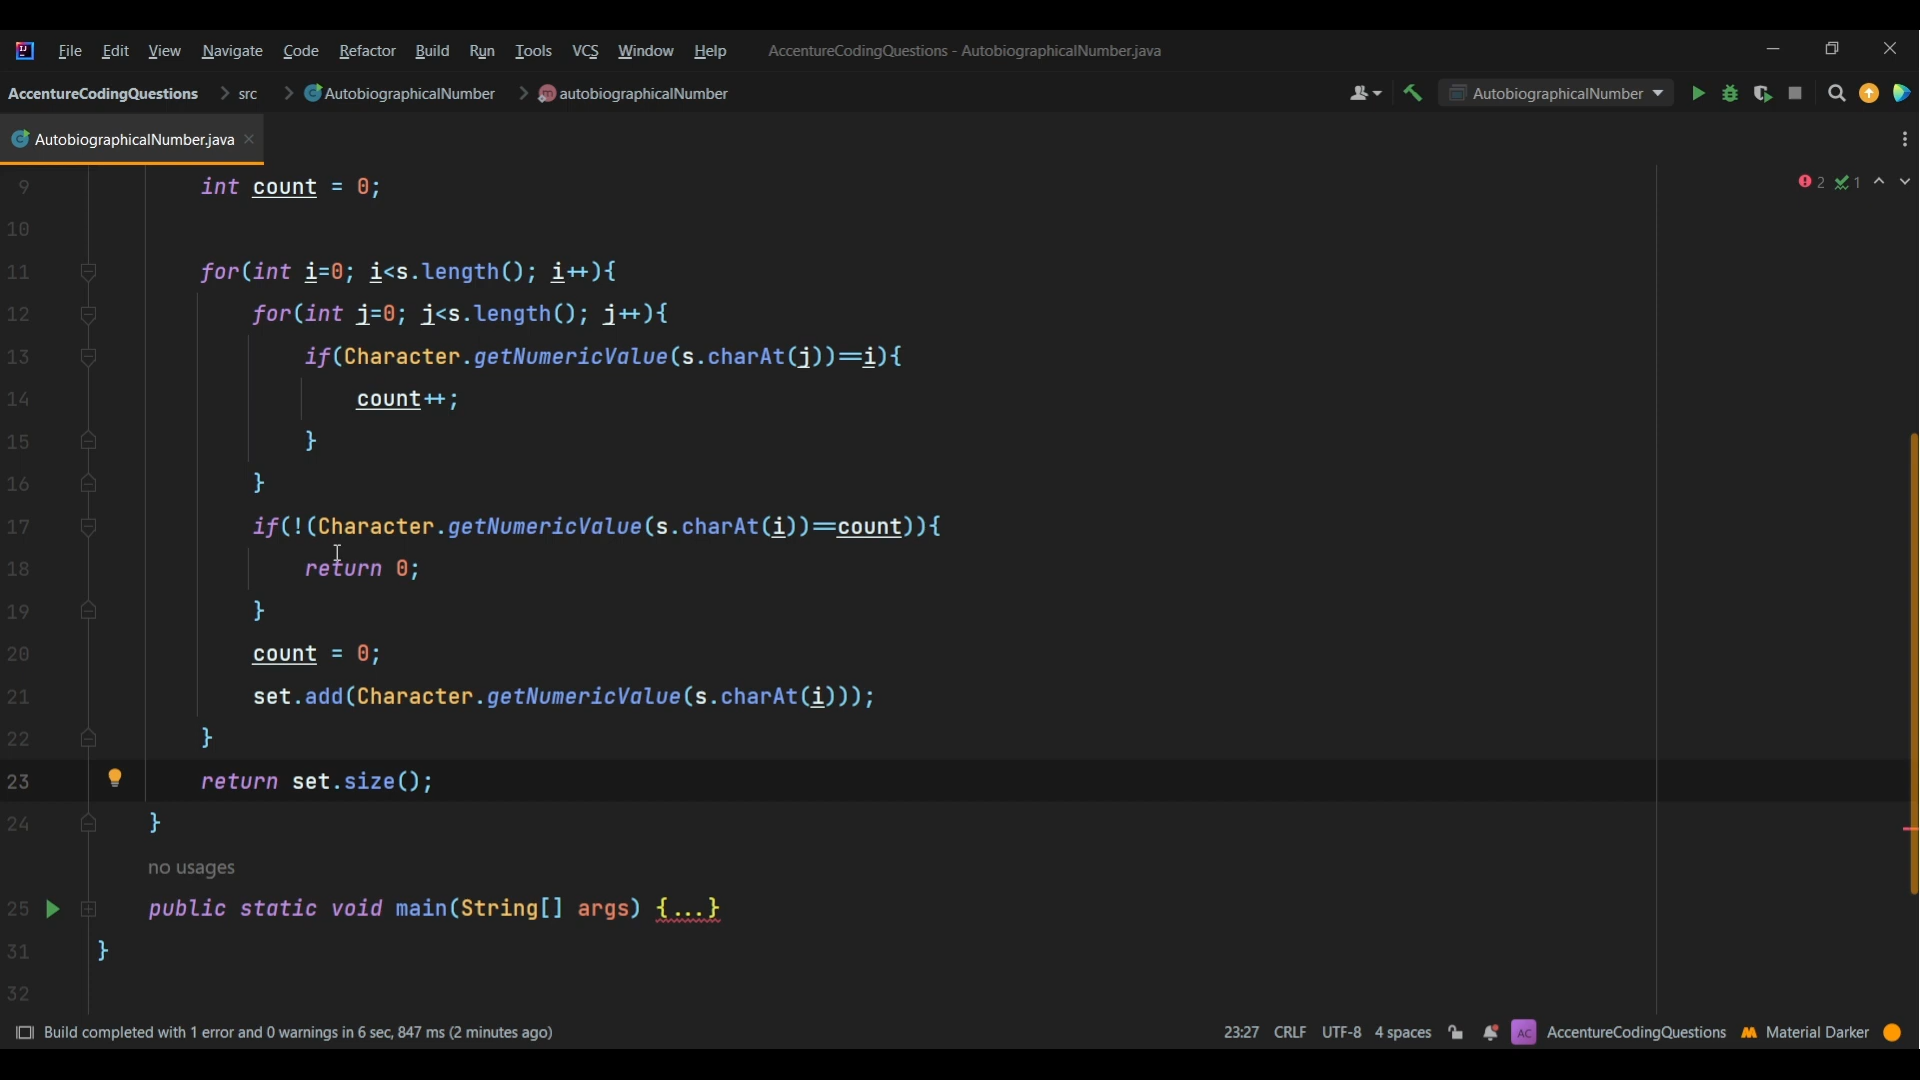 File Edit View Navigate Code Refactor Build Run Tools VCS Window Help AccentureCodingQuestions - AutobiographicalNumber.java
AccentureCodingQuestions src AutobiographicalNumber autobiographicalNumber AutobiographicalNumber
AutobiographicalNumber.java
9 int count = 0; 2 1
10
11 for(int i=0; i<s.length(); i++){
12 for(int j=0; j<s.length(); j++){
13 if(Character.getNumericValue(s.charAt(j))==i){
14 count++;
15 }
16 }
17 if(!(Character.getNumericValue(s.charAt(i))==count)){
18 return 0;
19 }
20 count = 0;
21 set.add(Character.getNumericValue(s.charAt(i)));
22 }
23 return set.size();
24 }
no usages
25 public static void main(String[] args) {...}
31 }
32
Build completed with 1 error and 0 warnings in 6 sec, 847 ms (2 minutes ago) 23:27 CRLF UTF-8 4 spaces AC AccentureCodingQuestions Material Darker